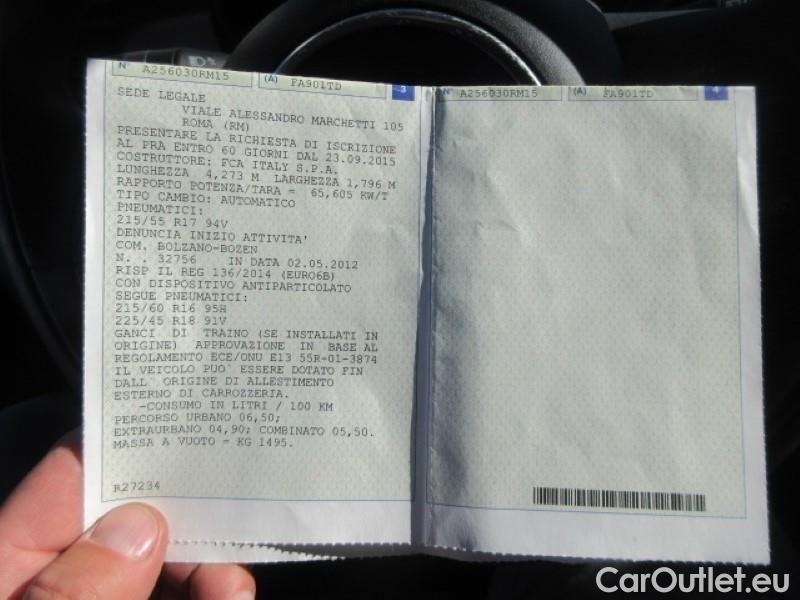 N° A256030RM15 (A) FA901TD 3
SEDE LEGALE
VIALE ALESSANDRO MARCHETTI 105
ROMA (RM)
PRESENTARE LA RICHIESTA DI ISCRIZIONE
AL PRA ENTRO 60 GIORNI DAL 23.09.2015
COSTRUTTORE: FCA ITALY S.P.A.
LUNGHEZZA 4,273 M LARGHEZZA 1,796 M
RAPPORTO POTENZA/TARA = 65,605 KW/T
TIPO CAMBIO: AUTOMATICO
PNEUMATICI:
215/55 R17 94V
DENUNCIA INIZIO ATTIVITA'
COM. BOLZANO-BOZEN
N. . 32756 IN DATA 02.05.2012
RISP IL REG 136/2014 (EURO6B)
CON DISPOSITIVO ANTIPARTICOLATO
SEGUE PNEUMATICI:
215/60 R16 95H
225/45 R18 91V
GANCI DI TRAINO (SE INSTALLATI IN
ORIGINE) APPROVAZIONE IN BASE AL
REGOLAMENTO ECE/ONU E13 55R-01-3874
IL VEICOLO PUO` ESSERE DOTATO FIN
DALL` ORIGINE DI ALLESTIMENTO
ESTERNO DI CARROZZERIA.
-CONSUMO IN LITRI / 100 KM
PERCORSO URBANO 06,50;
EXTRAURBANO 04,90; COMBINATO 05,50.
MASSA A VUOTO = KG 1495.
R27234
N° A256030RM15 (A) FA901TD 4
CarOutlet.eu